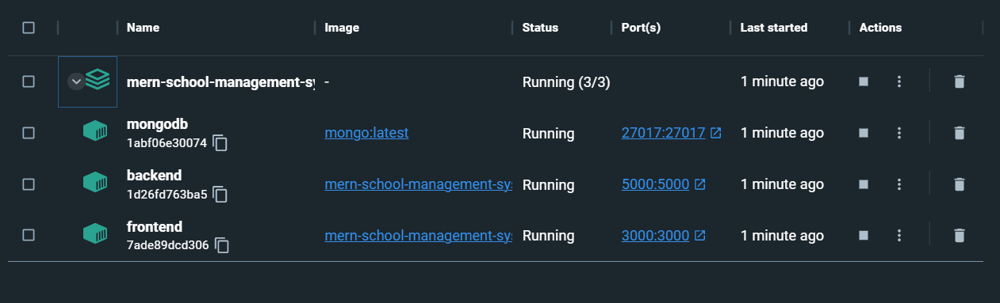 Name Image Status Port(s) Last started Actions
mern-school-management-sy - Running (3/3) 1 minute ago
mongodb
1abf06e30074 mongo:latest Running 27017:27017 1 minute ago
backend
1d26fd763ba5 mern-school-management-sy Running 5000:5000 1 minute ago
frontend
7ade89dcd306 mern-school-management-sy Running 3000:3000 1 minute ago